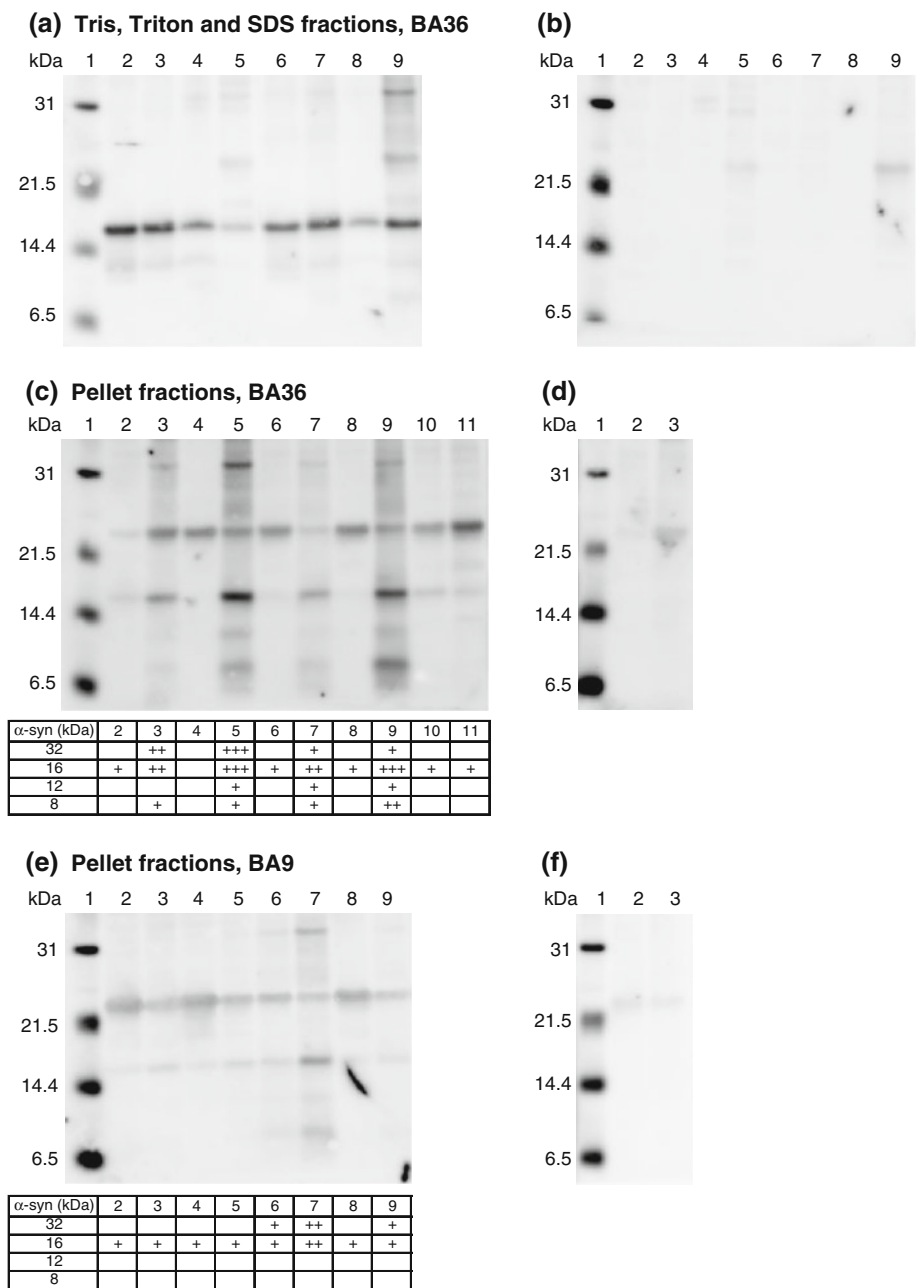 (a) Tris, Triton and SDS fractions, BA36
kDa 1 2 3 4 5 6 7 8 9
31
21.5
14.4
6.5
(b)
kDa 1 2 3 4 5 6 7 8 9
31
21.5
14.4
6.5
(c) Pellet fractions, BA36
kDa 1 2 3 4 5 6 7 8 9 10 11
31
21.5
14.4
6.5
α-syn (kDa) 2 3 4 5 6 7 8 9 10 11
32 ++ +++ + +
16 + ++ +++ + ++ + +++ + +
12 + + +
8 + + + ++
(d)
kDa 1 2 3
31
21.5
14.4
6.5
(e) Pellet fractions, BA9
kDa 1 2 3 4 5 6 7 8 9
31
21.5
14.4
6.5
α-syn (kDa) 2 3 4 5 6 7 8 9
32 + ++ +
16 + + + + + ++ + +
12
8
(f)
kDa 1 2 3
31
21.5
14.4
6.5